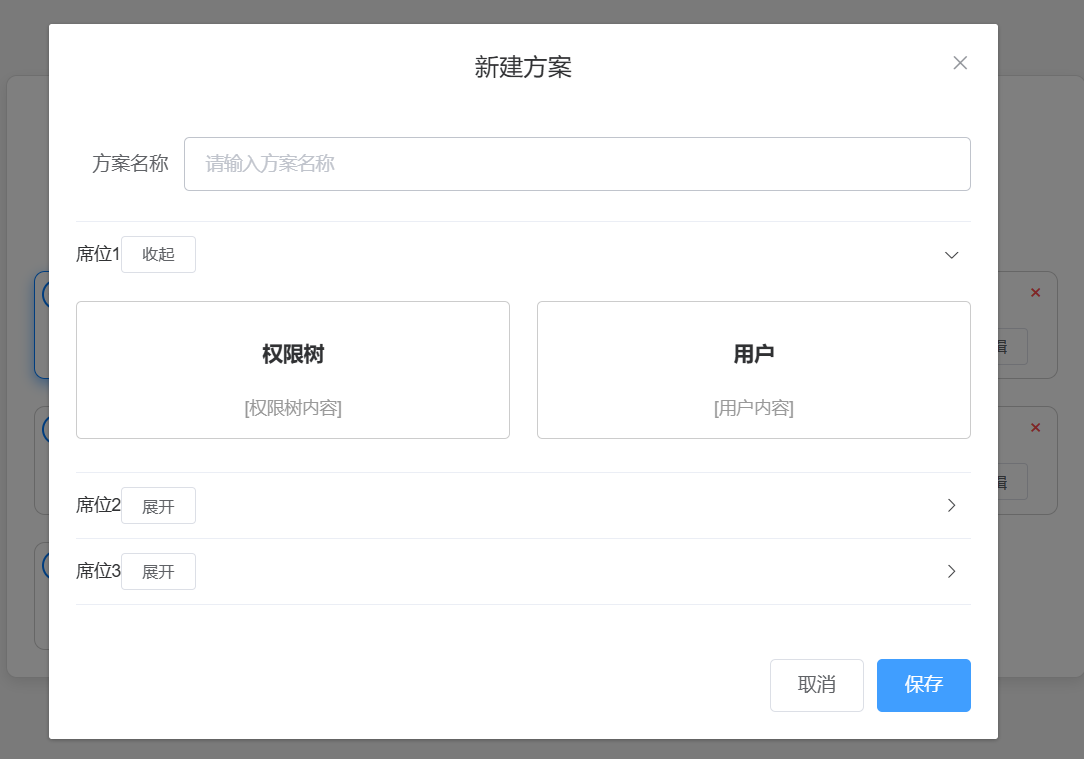 新建方案
方案名称 请输入方案名称
席位1 收起
权限树 用户
[权限树内容] [用户内容]
席位2 展开
席位3 展开
取消 保存